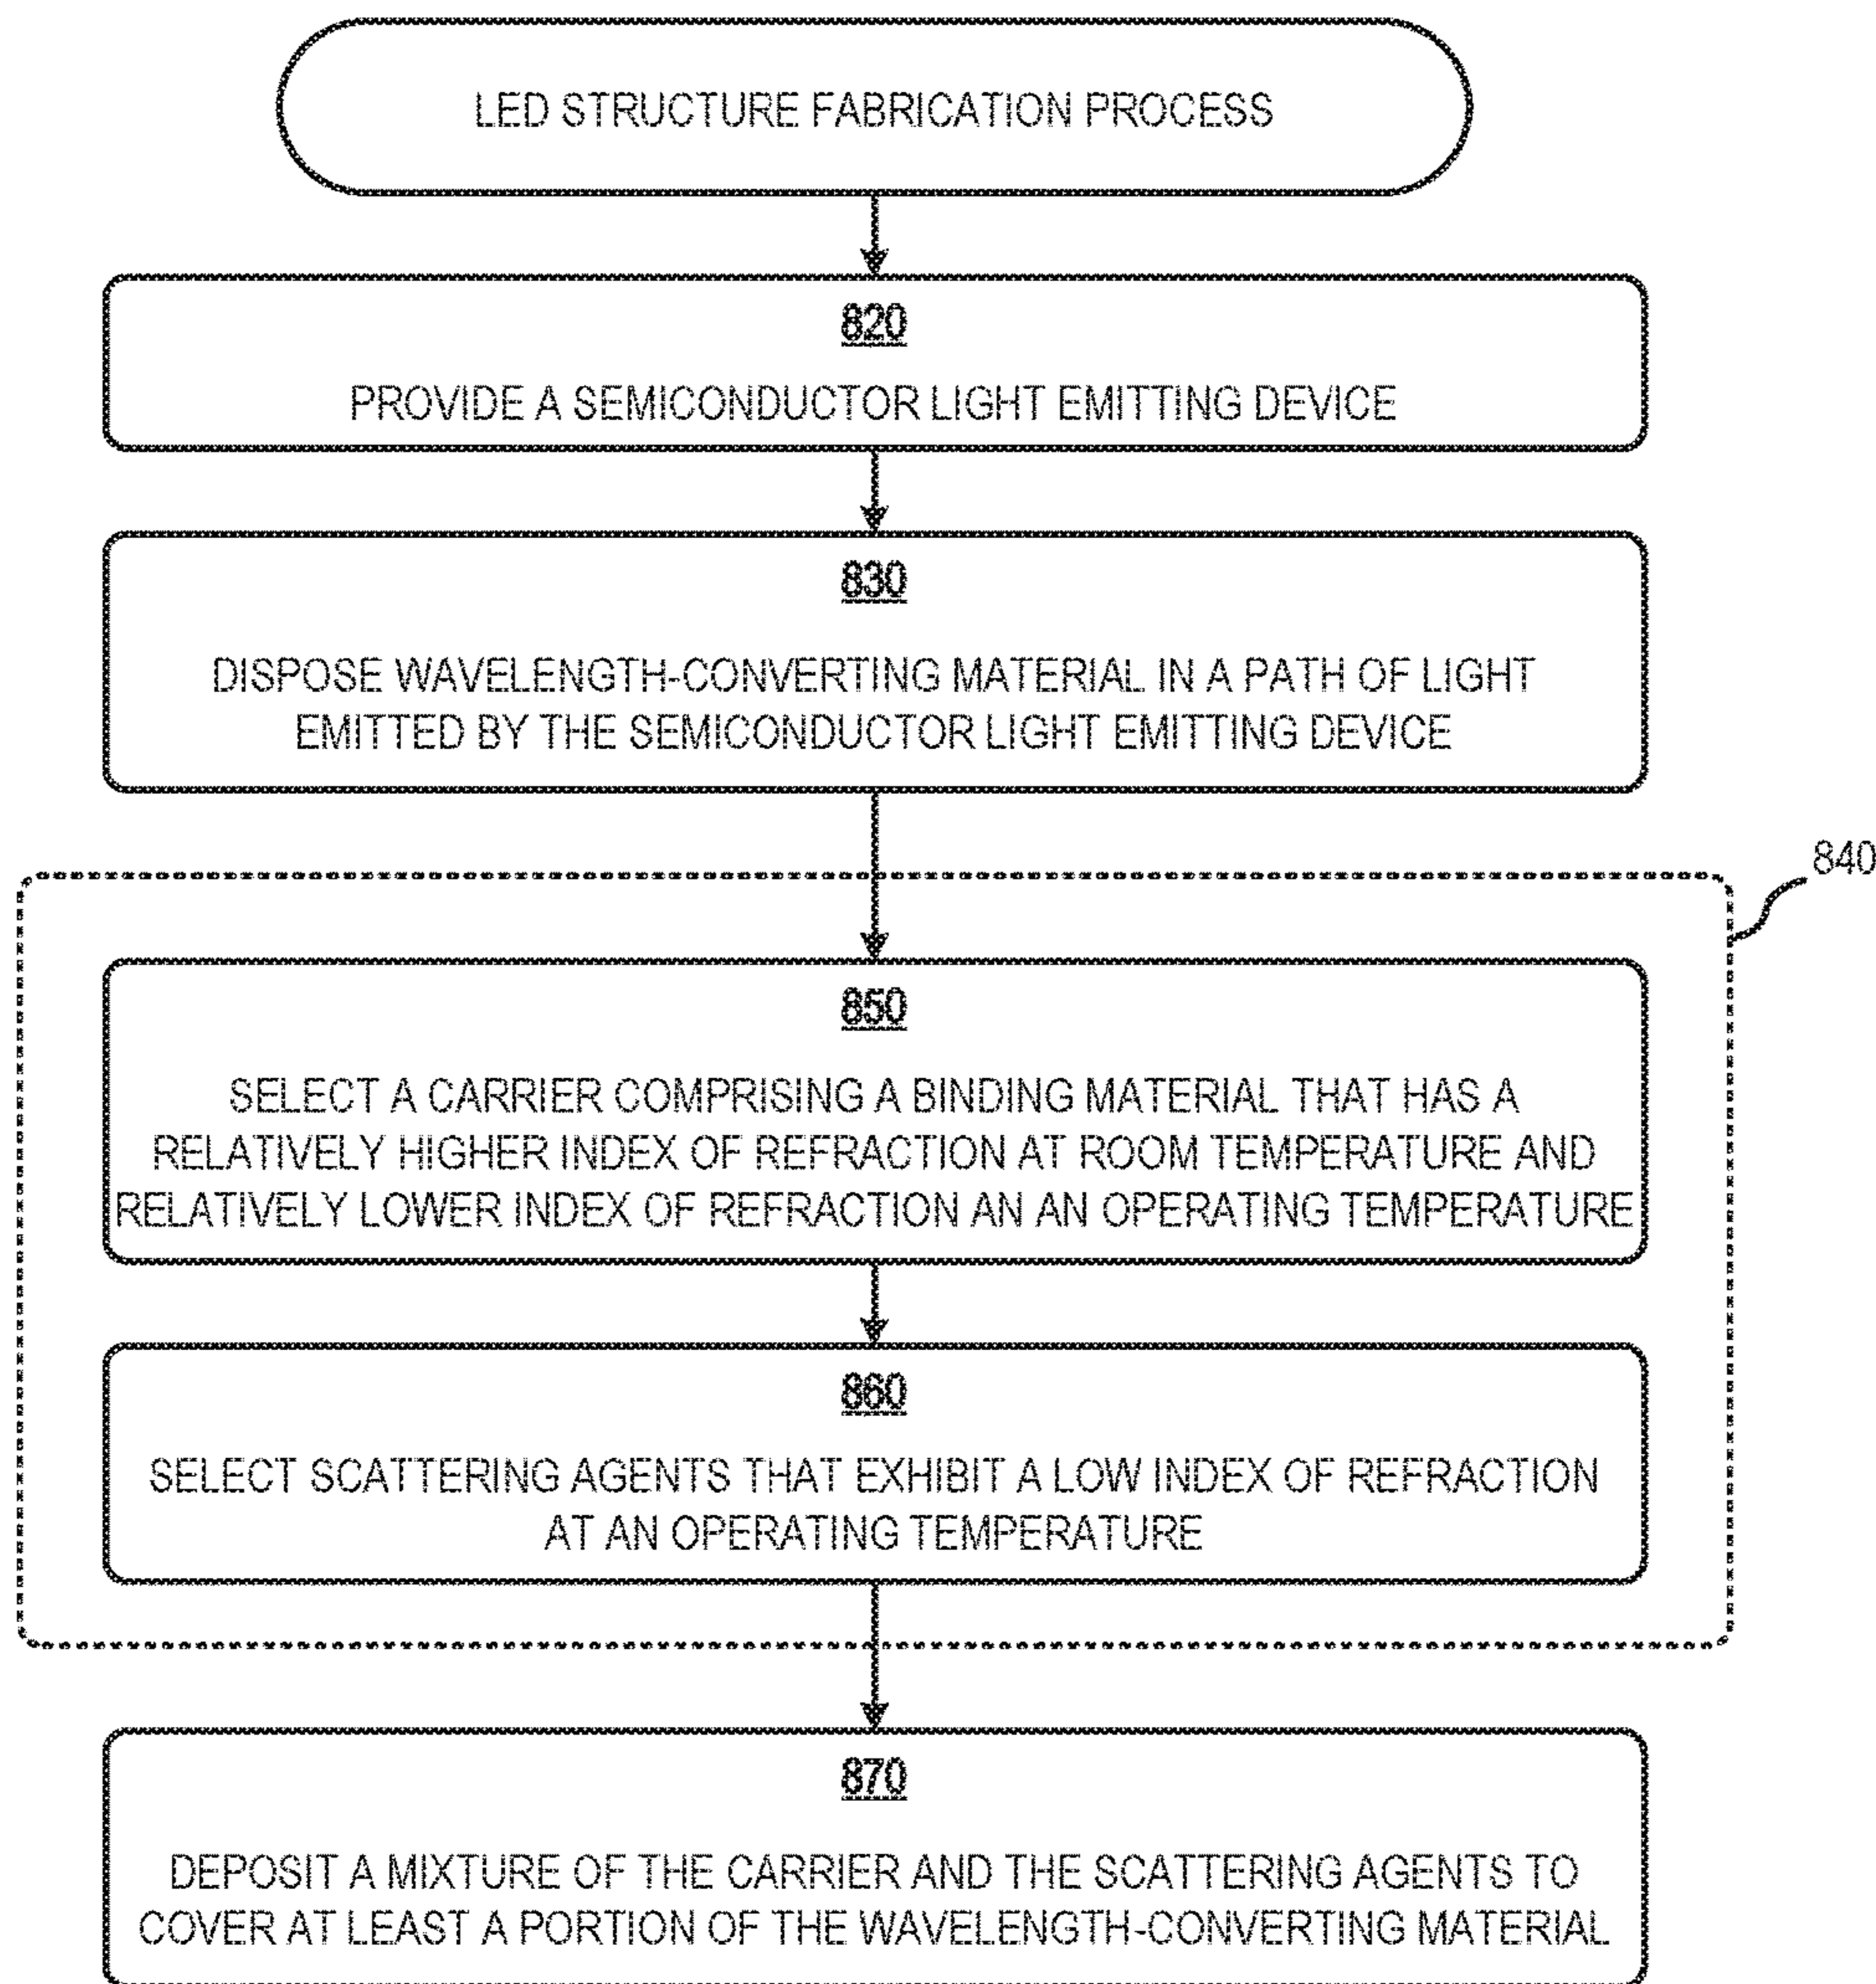 LED STRUCTURE FABRICATION PROCESS
820
PROVIDE A SEMICONDUCTOR LIGHT EMITTING DEVICE
830
DISPOSE WAVELENGTH-CONVERTING MATERIAL IN A PATH OF LIGHT
EMITTED BY THE SEMICONDUCTOR LIGHT EMITTING DEVICE
840
850
SELECT A CARRIER COMPRISING A BINDING MATERIAL THAT HAS A
RELATIVELY HIGHER INDEX OF REFRACTION AT ROOM TEMPERATURE AND
RELATIVELY LOWER INDEX OF REFRACTION AN AN OPERATING TEMPERATURE
860
SELECT SCATTERING AGENTS THAT EXHIBIT A LOW INDEX OF REFRACTION
AT AN OPERATING TEMPERATURE
870
DEPOSIT A MIXTURE OF THE CARRIER AND THE SCATTERING AGENTS TO
COVER AT LEAST A PORTION OF THE WAVELENGTH-CONVERTING MATERIAL